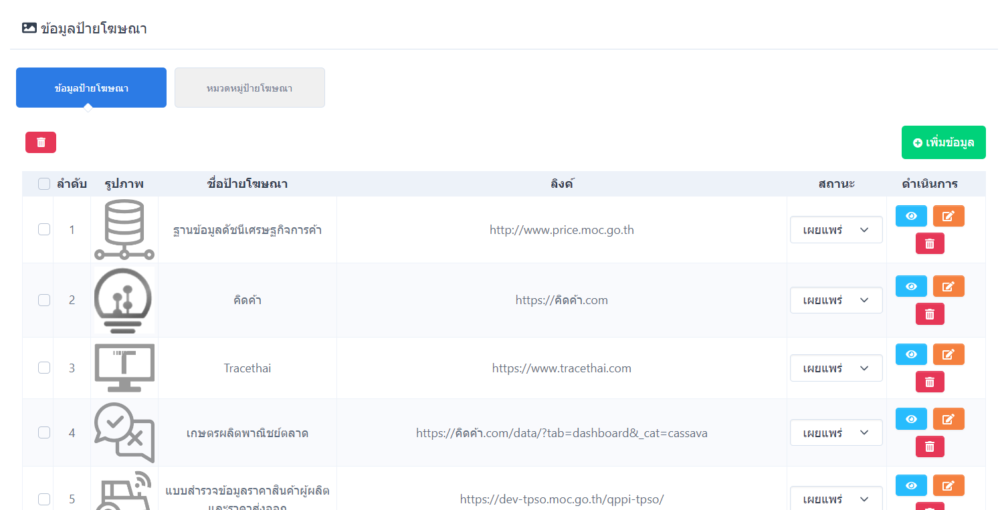 ข้อมูลป้ายโฆษณา
ข้อมูลป้ายโฆษณา หมวดหมู่ป้ายโฆษณา
เพิ่มข้อมูล
ลำดับ รูปภาพ ชื่อป้ายโฆษณา ลิงค์ สถานะ ดำเนินการ
1 ฐานข้อมูลดัชนีเศรษฐกิจการค้า http://www.price.moc.go.th เผยแพร่
2 คิดค้า https://คิดค้า.com เผยแพร่
3 Tracethai https://www.tracethai.com เผยแพร่
4 เกษตรผลิตพาณิชย์ตลาด https://คิดค้า.com/data/?tab=dashboard&_cat=cassava เผยแพร่
5 แบบสำรวจข้อมูลราคาสินค้าผู้ผลิต https://dev-tpso.moc.go.th/qppi-tpso/ เผยแพร่
และราคาส่งออก